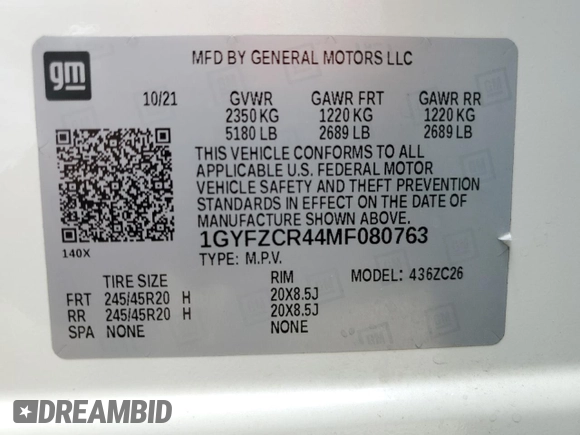 gm
MFD BY GENERAL MOTORS LLC
10/21 GVWR GAWR FRT GAWR RR
2350 KG 1220 KG 1220 KG
5180 LB 2689 LB 2689 LB
THIS VEHICLE CONFORMS TO ALL
APPLICABLE U.S. FEDERAL MOTOR
VEHICLE SAFETY AND THEFT PREVENTION
STANDARDS IN EFFECT ON THE DATE OF
MANUFACTURE SHOWN ABOVE.
140X
1GYFZCR44MF080763
TYPE: M.P.V.
TIRE SIZE RIM MODEL: 436ZC26
FRT 245/45R20 H 20X8.5J
RR 245/45R20 H 20X8.5J
SPA NONE NONE
DREAMBID